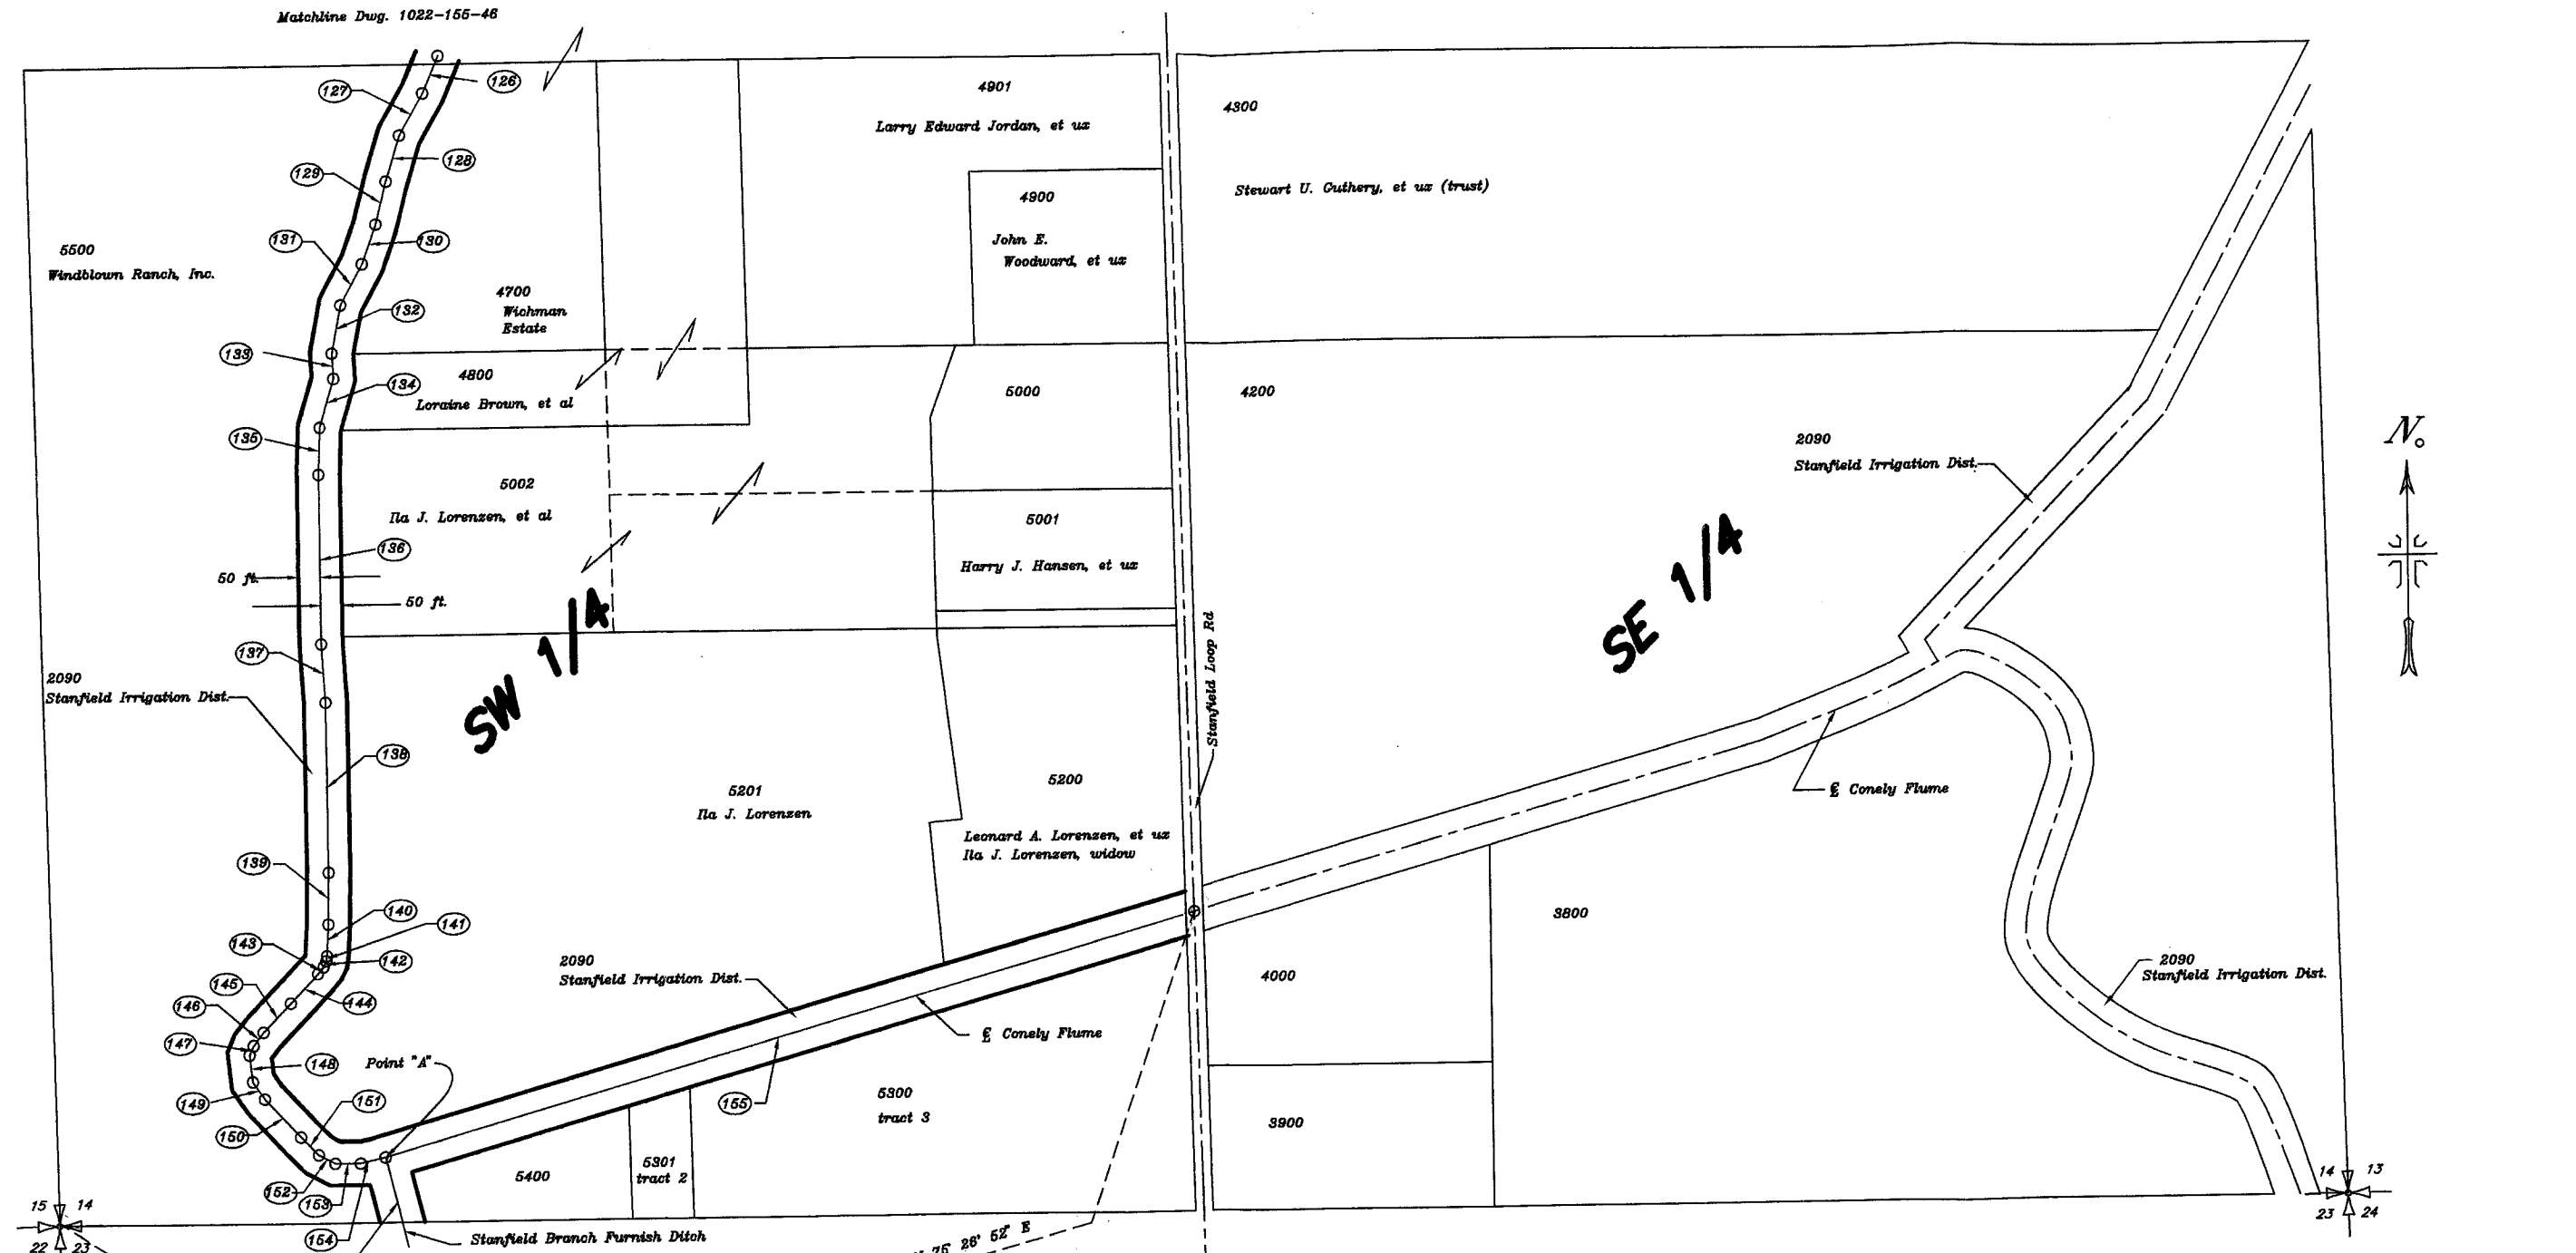 Matchline Dwg. 1022-155-46
126
127
128
129
130
131
132
133
134
135
136
50 ft.
50 ft.
137
138
139
140
141
142
143
144
145
146
147
148
149
150
151
152
153
154
155
5500
Windblown Ranch, Inc.
4700
Wichman
Estate
4800
Loraine Brown, et al
4901
Larry Edward Jordan, et ux
4900
John E.
Woodward, et ux
4300
Stewart U. Guthery, et ux (trust)
5000
4200
5002
Ila J. Lorenzen, et al
5001
Harry J. Hansen, et ux
2090
Stanfield Irrigation Dist.
N.
SW 1/4
SE 1/4
Stanfield Loop Rd
2090
Stanfield Irrigation Dist.
5201
Ila J. Lorenzen
5200
Leonard A. Lorenzen, et ux
Ila J. Lorenzen, widow
℄ Conely Flume
2090
Stanfield Irrigation Dist.
℄ Conely Flume
3800
4000
3900
2090
Stanfield Irrigation Dist.
Point "A"
5300
tract 3
5301
tract 2
5400
Stanfield Branch Furnish Ditch
75° 26' 52" E
15 14
22 23
14 13
23 24